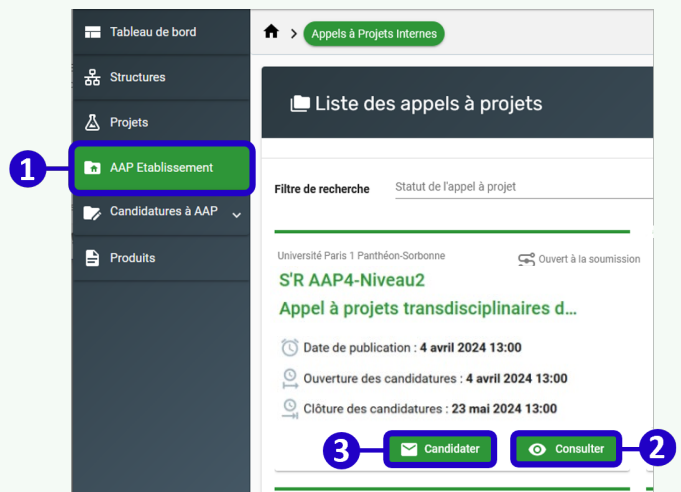 Tableau de bord
Structures
Projets
1
AAP Etablissement
Candidatures à AAP
Produits
Appels à Projets Internes
Liste des appels à projets
Filtre de recherche Statut de l'appel à projet
Université Paris 1 Panthéon-Sorbonne Ouvert à la soumission
S'R AAP4-Niveau2
Appel à projets transdisciplinaires d...
Date de publication : 4 avril 2024 13:00
Ouverture des candidatures : 4 avril 2024 13:00
Clôture des candidatures : 23 mai 2024 13:00
3 Candidater Consulter 2